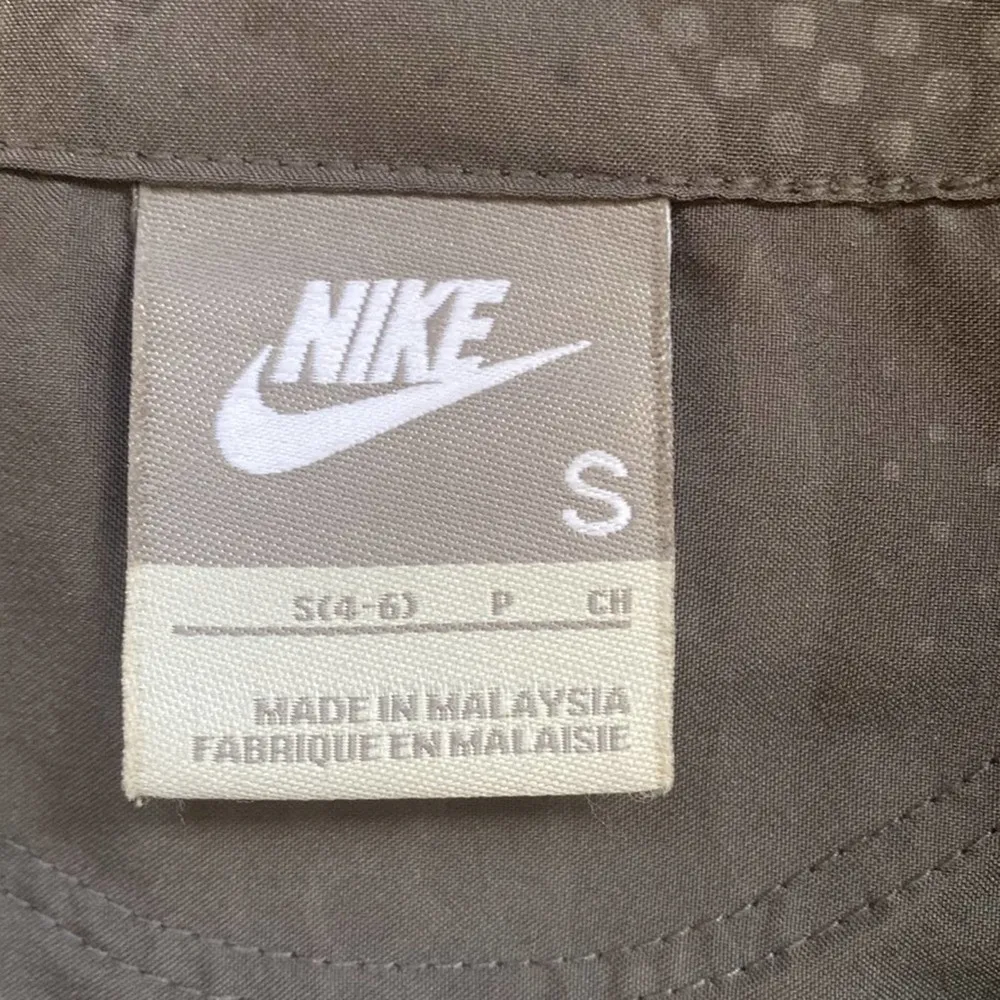 NIKE
S
S(4-6) P CH
MADE IN MALAYSIA
FABRIQUE EN MALAISIE